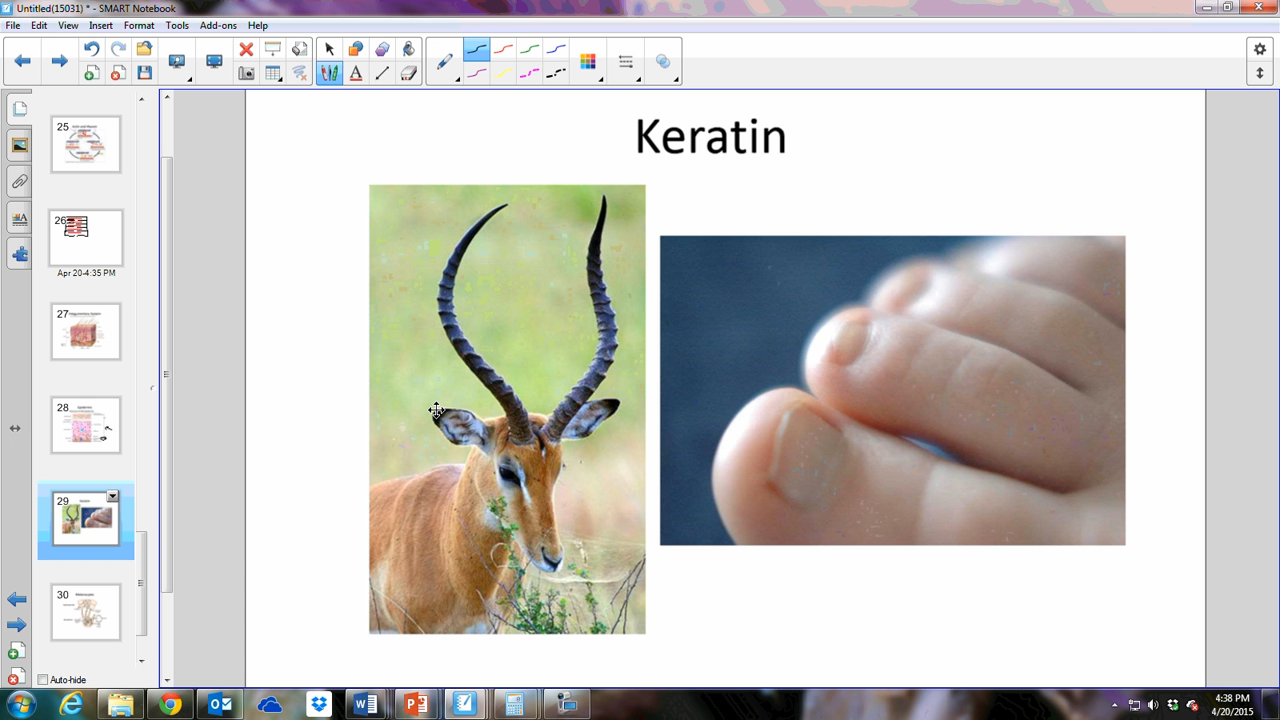 Untitled(15031) * - SMART Notebook
File Edit View Insert Format Tools Add-ons Help
Keratin
25
26
Apr 20-4:35 PM
27
28
29
30
Auto-hide
4:38 PM
4/20/2015